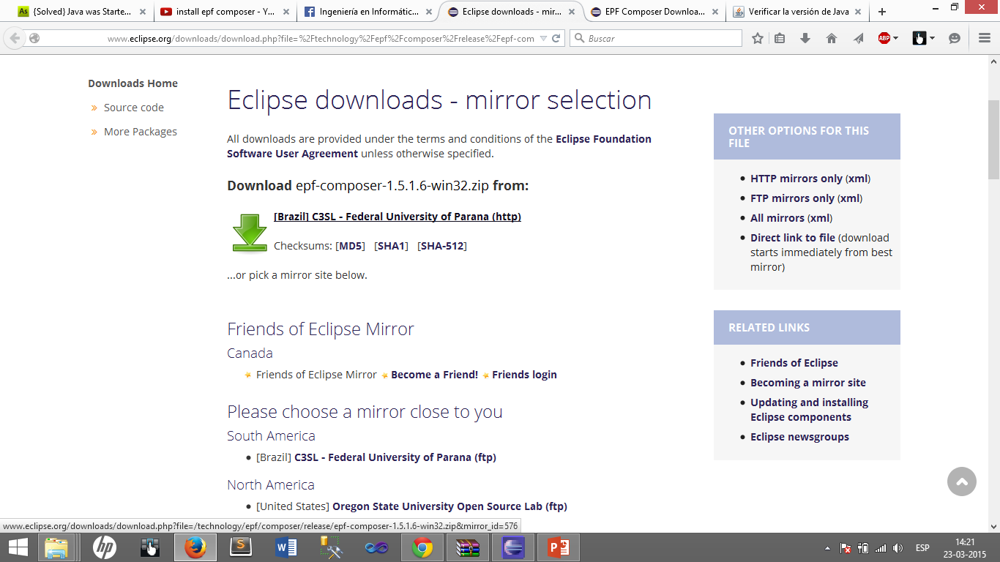 {Solved} Java was Starte...
install epf composer - Y...
Ingeniería en Informátic...
Eclipse downloads - mirr...
EPF Composer Downloa...
Verificar la versión de Java
www.eclipse.org/downloads/download.php?file=%2Ftechnology%2Fepf%2Fcomposer%2Frelease%2Fepf-com
Buscar
ABP
Downloads Home
Source code
More Packages
Eclipse downloads - mirror selection
All downloads are provided under the terms and conditions of the Eclipse Foundation
Software User Agreement unless otherwise specified.
Download epf-composer-1.5.1.6-win32.zip from:
[Brazil] C3SL - Federal University of Parana (http)
Checksums: [MD5] [SHA1] [SHA-512]
...or pick a mirror site below.
Friends of Eclipse Mirror
Canada
Friends of Eclipse Mirror Become a Friend! Friends login
Please choose a mirror close to you
South America
[Brazil] C3SL - Federal University of Parana (ftp)
North America
[United States] Oregon State University Open Source Lab (ftp)
OTHER OPTIONS FOR THIS
FILE
HTTP mirrors only (xml)
FTP mirrors only (xml)
All mirrors (xml)
Direct link to file (download
starts immediately from best
mirror)
RELATED LINKS
Friends of Eclipse
Becoming a mirror site
Updating and installing
Eclipse components
Eclipse newsgroups
www.eclipse.org/downloads/download.php?file=/technology/epf/composer/release/epf-composer-1.5.1.6-win32.zip&mirror_id=576
ESP
14:21
23-03-2015